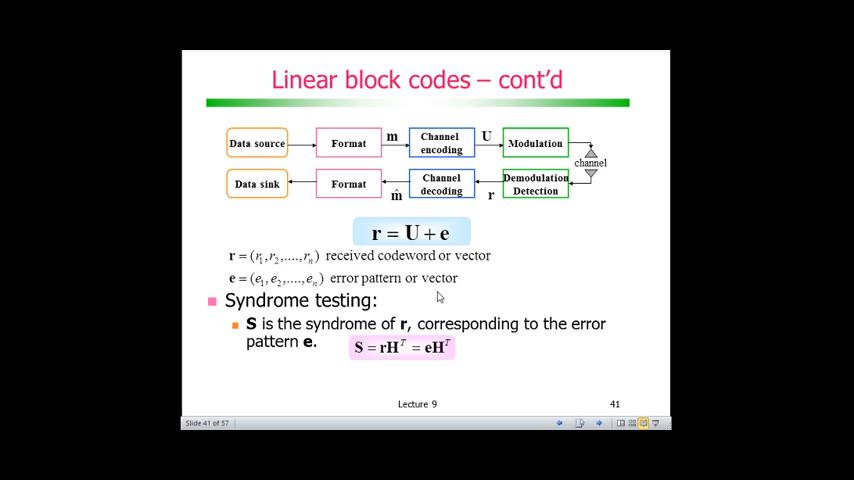 Linear block codes – cont'd
Data source
Format
m
Channel
encoding
U
Modulation
channel
Data sink
Format
m̂
Channel
decoding
r
Demodulation
Detection
r = U + e
r = (r₁,r₂,....,rₙ) received codeword or vector
e = (e₁,e₂,....,eₙ) error pattern or vector
Syndrome testing:
S is the syndrome of r, corresponding to the error
pattern e.
S = rHᵀ = eHᵀ
Lecture 9
41
Slide 41 of 57